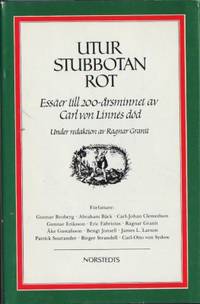 UTUR
STUBBOTAN
ROT
Essäer till 200-årsminnet av
Carl von Linnés död
Under redaktion av Ragnar Granit
Författare:
Gunnar Broberg · Abraham Bäck · Carl-Johan Clemedson
Gunnar Eriksson · Eric Fabricius · Ragnar Granit
Åke Gustafsson · Bengt Jonsell · James L. Larson
Patrick Sourander · Birger Strandell · Carl-Otto von Sydow
NORSTEDTS